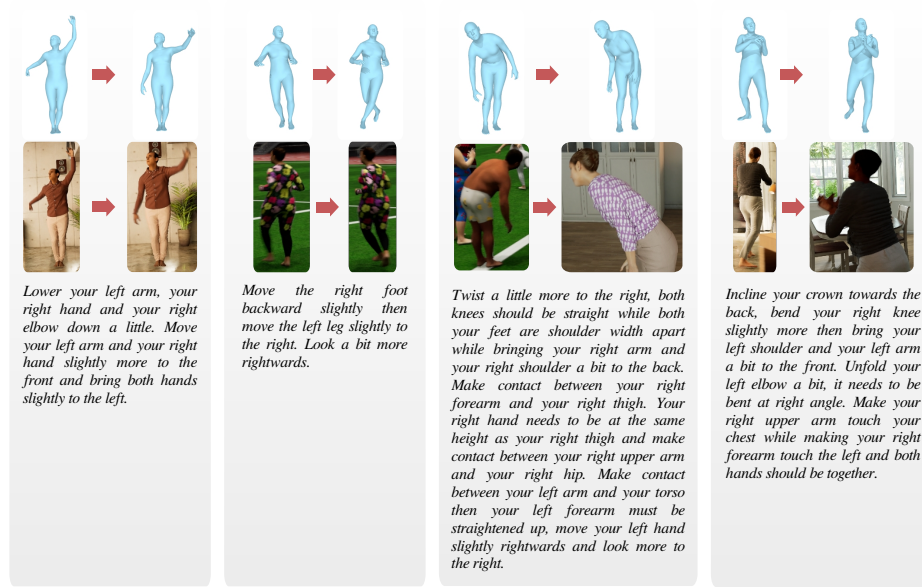 Lower your left arm, your
right hand and your right
elbow down a little. Move
your left arm and your right
hand slightly more to the
front and bring both hands
slightly to the left.
Move the right foot
backward slightly then
move the left leg slightly to
the right. Look a bit more
rightwards.
Twist a little more to the right, both
knees should be straight while both
your feet are shoulder width apart
while bringing your right arm and
your right shoulder a bit to the back.
Make contact between your right
forearm and your right thigh. Your
right hand needs to be at the same
height as your right thigh and make
contact between your right upper arm
and your right hip. Make contact
between your left arm and your torso
then your left forearm must be
straightened up, move your left hand
slightly rightwards and look more to
the right.
Incline your crown towards the
back, bend your right knee
slightly more then bring your
left shoulder and your left arm
a bit to the front. Unfold your
left elbow a bit, it needs to be
bent at right angle. Make your
right upper arm touch your
chest while making your right
forearm touch the left and both
hands should be together.